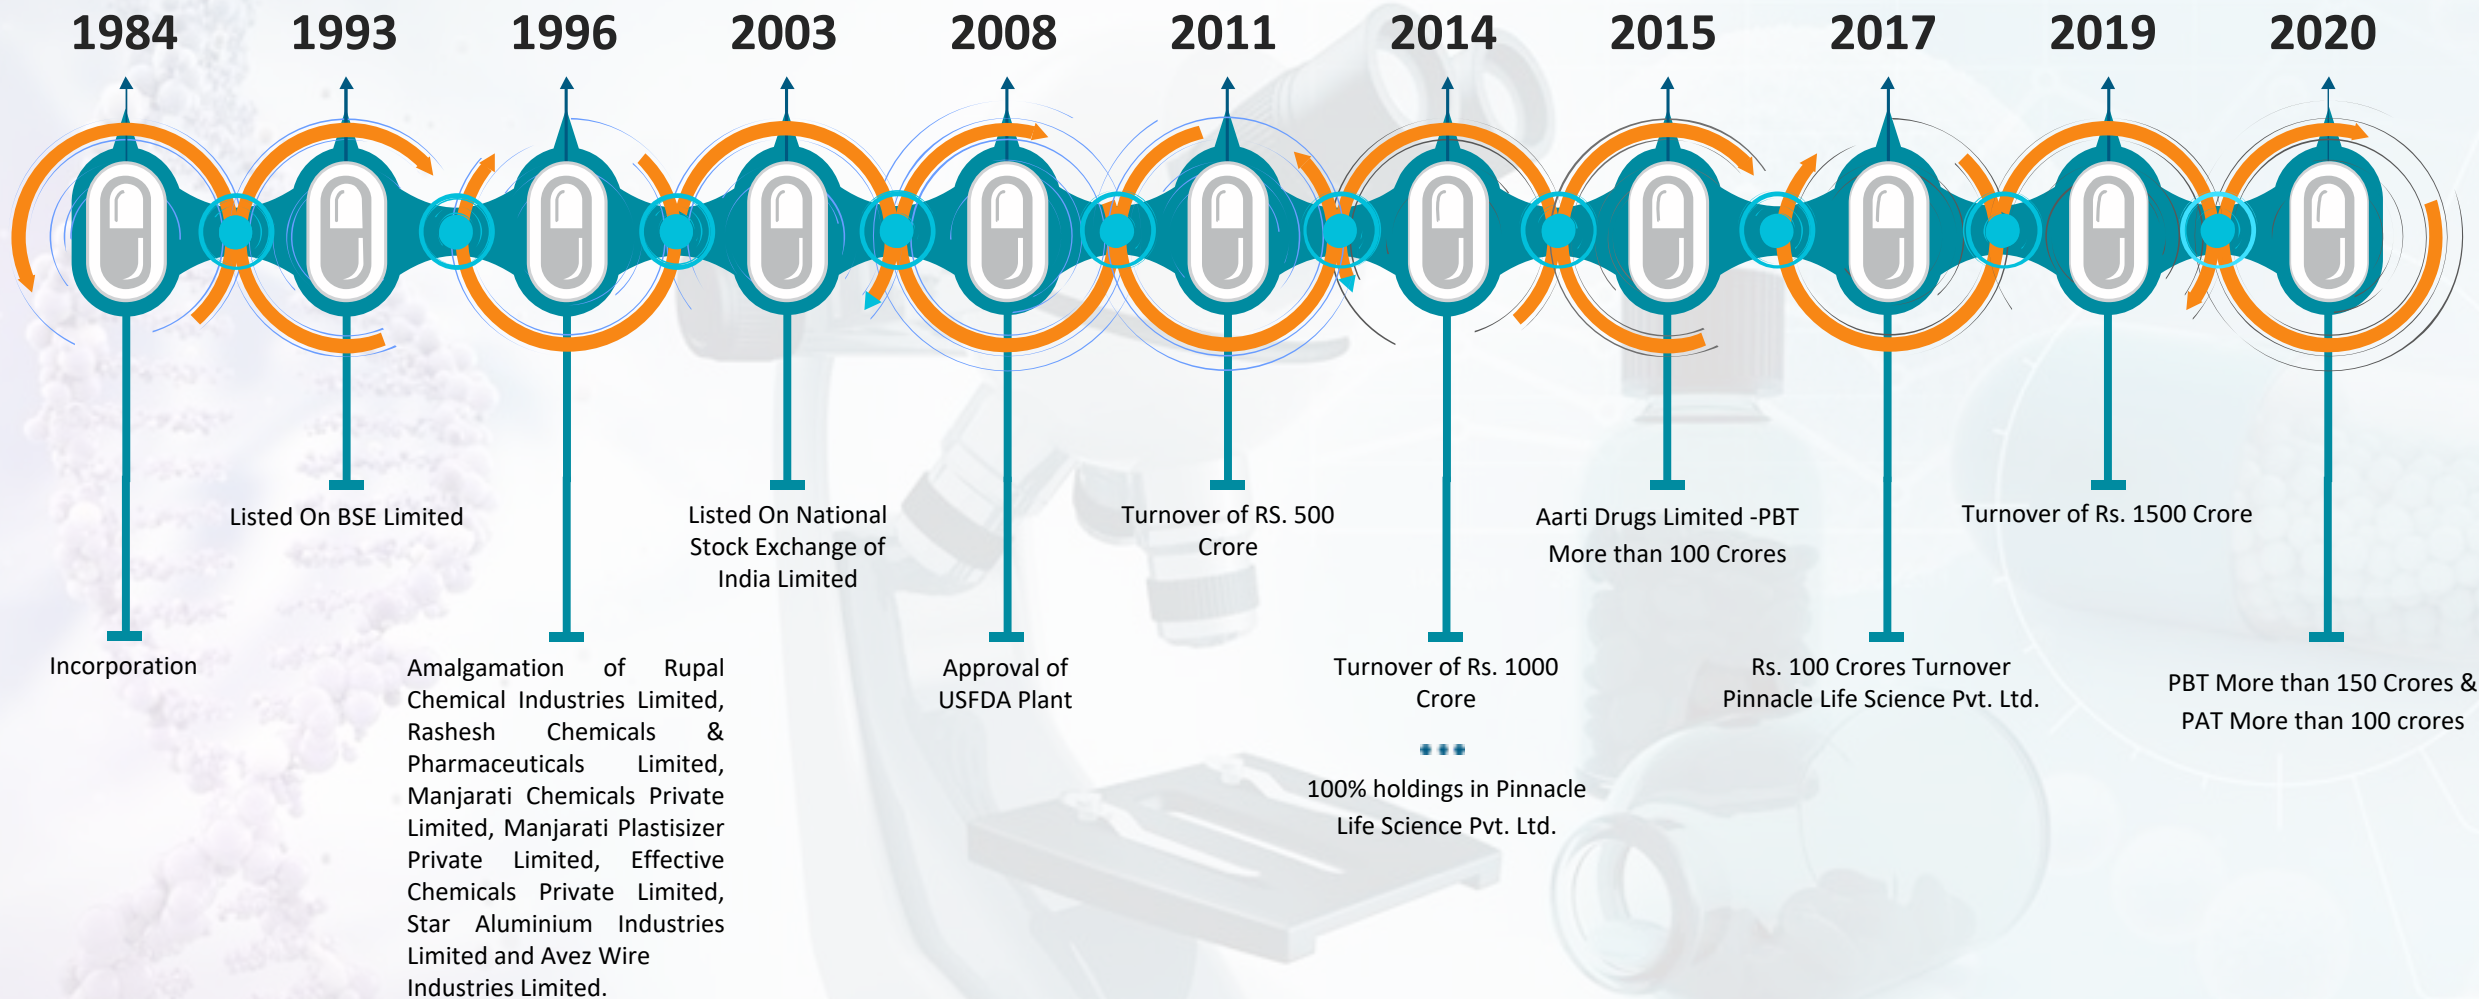 1984
1993
1996
2003
2008
2011
2014
2015
2017
2019
2020
Incorporation
Listed On BSE Limited
Amalgamation of Rupal
Chemical Industries Limited,
Rashesh Chemicals &
Pharmaceuticals Limited,
Manjarati Chemicals Private
Limited, Manjarati Plastisizer
Private Limited, Effective
Chemicals Private Limited,
Star Aluminium Industries
Limited and Avez Wire
Industries Limited.
Listed On National
Stock Exchange of
India Limited
Approval of
USFDA Plant
Turnover of RS. 500
Crore
Turnover of Rs. 1000
Crore
100% holdings in Pinnacle
Life Science Pvt. Ltd.
Aarti Drugs Limited -PBT
More than 100 Crores
Rs. 100 Crores Turnover
Pinnacle Life Science Pvt. Ltd.
Turnover of Rs. 1500 Crore
PBT More than 150 Crores &
PAT More than 100 crores